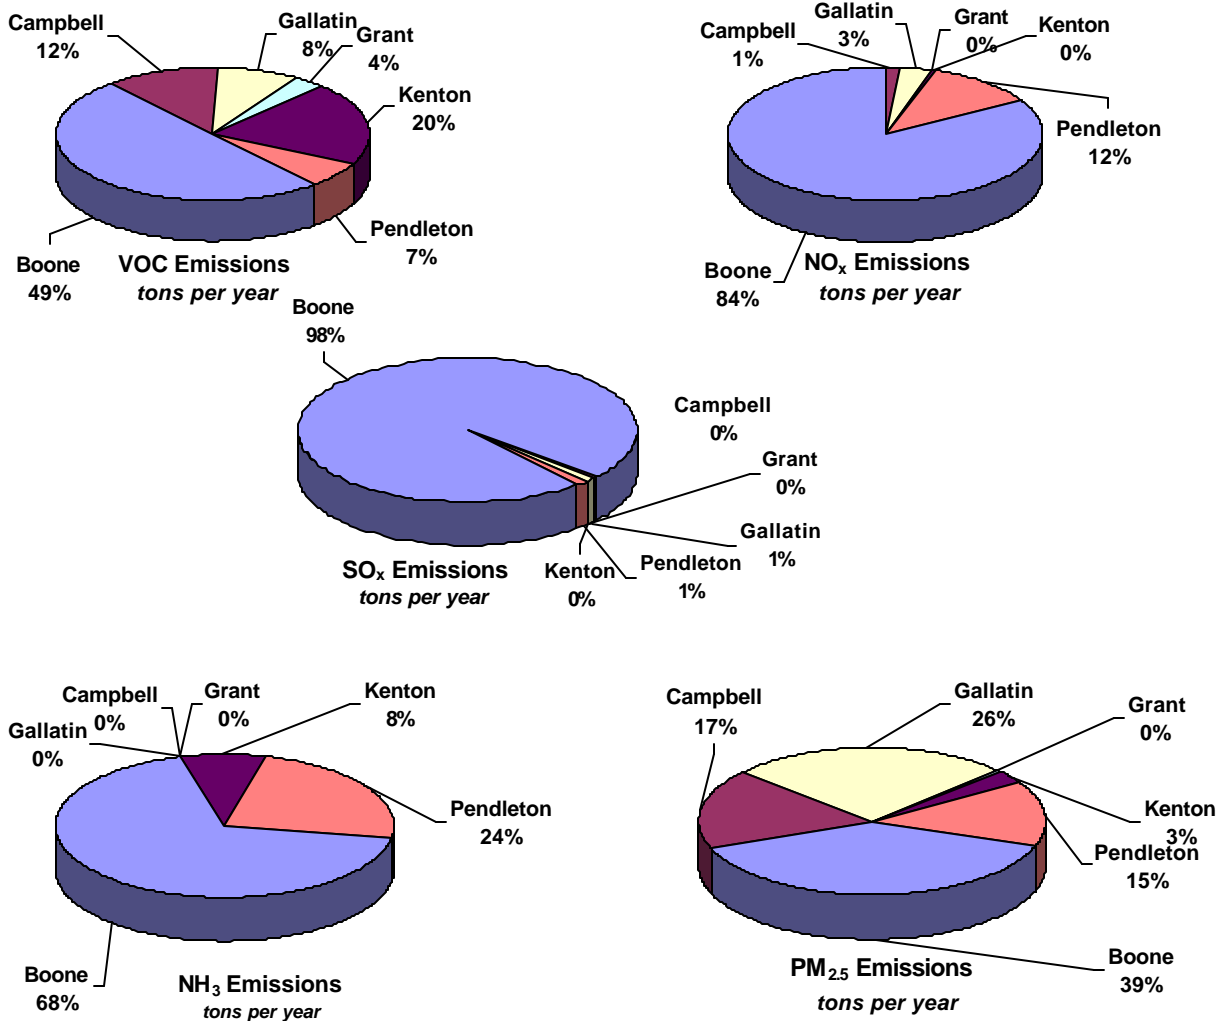 Campbell
12%
Gallatin
8%
Grant
4%
Kenton
20%
Pendleton
7%
Boone
49%
VOC Emissions
tons per year
Campbell
1%
Gallatin
3%
Grant
0%
Kenton
0%
Pendleton
12%
Boone
84%
NOx Emissions
tons per year
Boone
98%
Campbell
0%
Grant
0%
Gallatin
1%
Pendleton
1%
Kenton
0%
SOx Emissions
tons per year
Gallatin
0%
Campbell
0%
Grant
0%
Kenton
8%
Pendleton
24%
Boone
68%
NH3 Emissions
tons per year
Campbell
17%
Gallatin
26%
Grant
0%
Kenton
3%
Pendleton
15%
Boone
39%
PM2.5 Emissions
tons per year